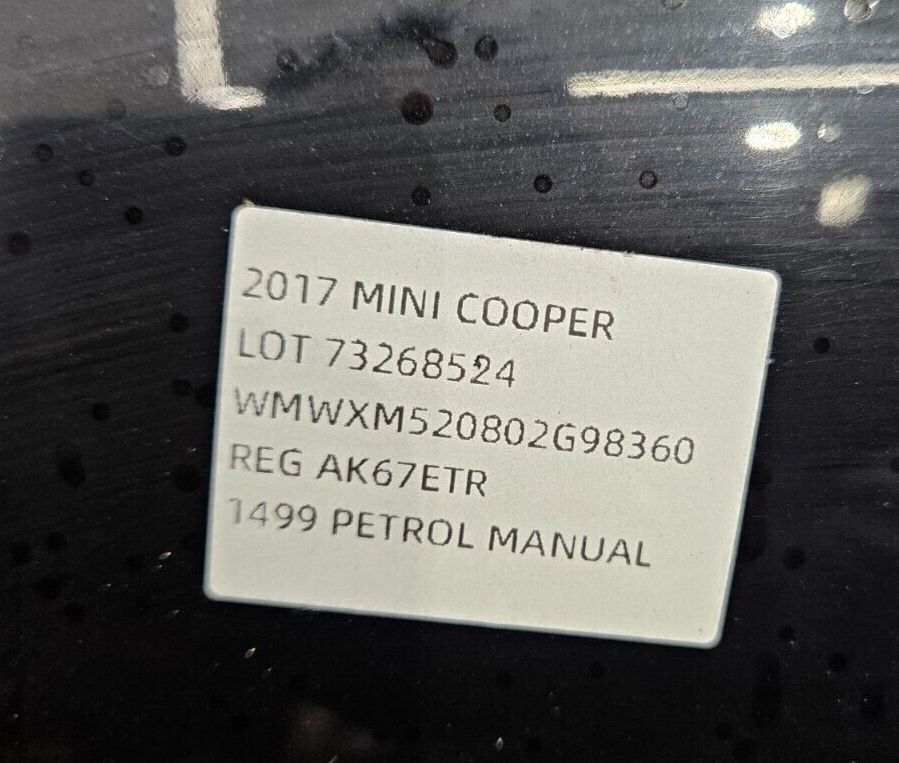 2017 MINI COOPER
LOT 73268524
WMWXM520802G98360
REG AK67ETR
1499 PETROL MANUAL